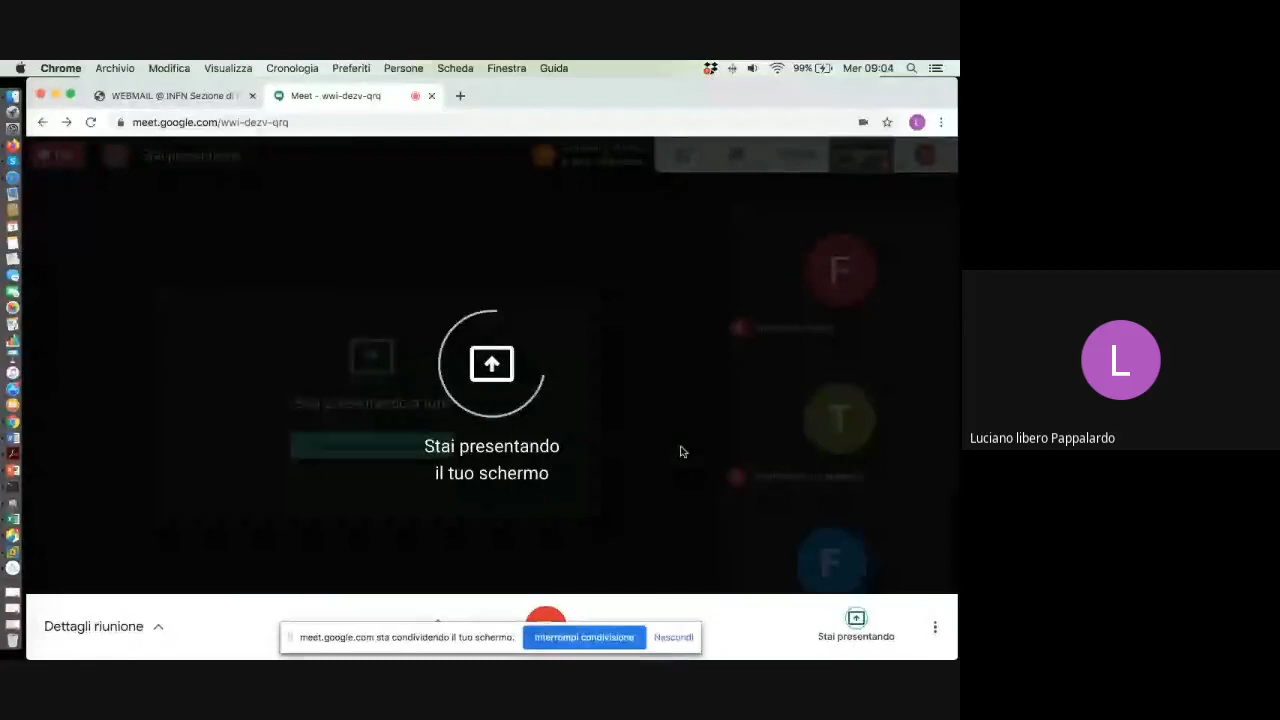 Chrome Archivio Modifica Visualizza Cronologia Preferiti Persone Scheda Finestra Guida 99% Mer 09:04
WEBMAIL @ INFN Sezione di Meet - wwi-dezv-qrq
meet.google.com/wwi-dezv-qrq L
F
T
Stai presentando
il tuo schermo
F
L
Luciano libero Pappalardo
Dettagli riunione
meet.google.com sta condividendo il tuo schermo. Interrompi condivisione Nascondi
Stai presentando